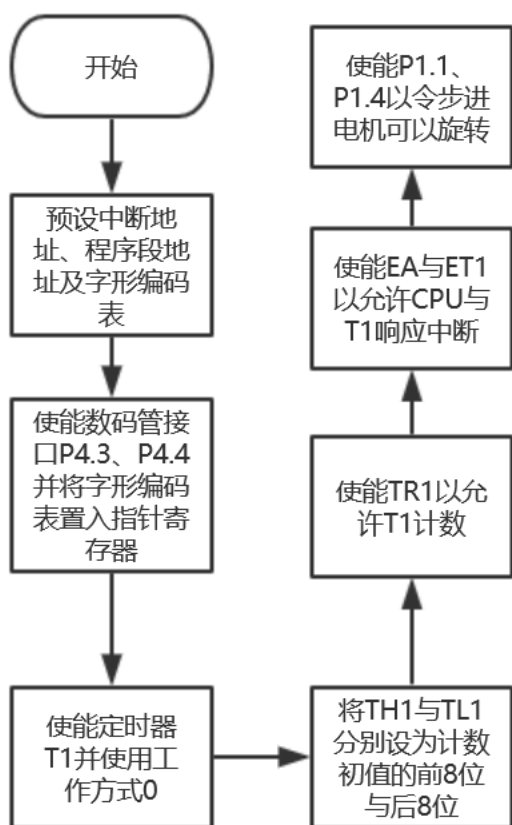 开始
预设中断地
址、程序段地
址及字形编码
表
使能数码管接
口P4.3、P4.4
并将字形编码
表置入指针寄
存器
使能定时器
T1并使用工
作方式0
将TH1与TL1
分别设为计数
初值的前8位
与后8位
使能TR1以允
许T1计数
使能EA与ET1
以允许CPU与
T1响应中断
使能P1.1、
P1.4以令步进
电机可以旋转